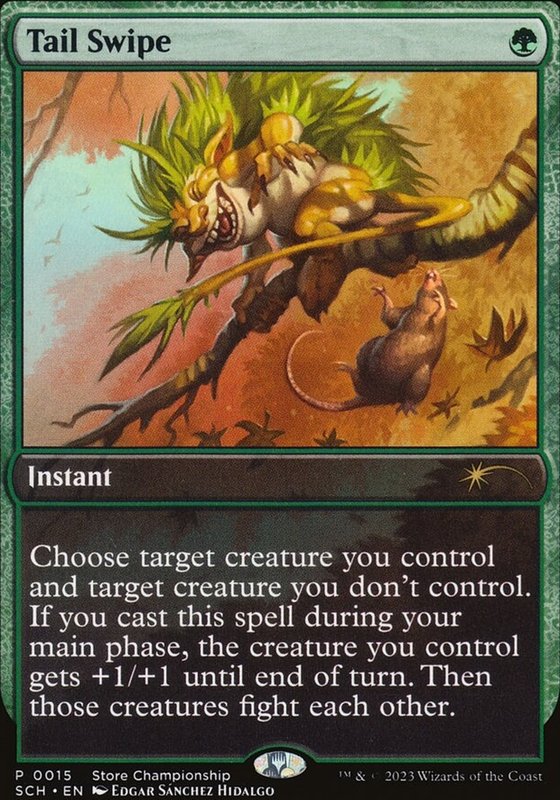 Tail Swipe
Instant
Choose target creature you control
and target creature you don't control.
If you cast this spell during your
main phase, the creature you control
gets +1/+1 until end of turn. Then
those creatures fight each other.
P 0015 Store Championship
SCH • EN Edgar Sánchez Hidalgo
™ & © 2023 Wizards of the Coast